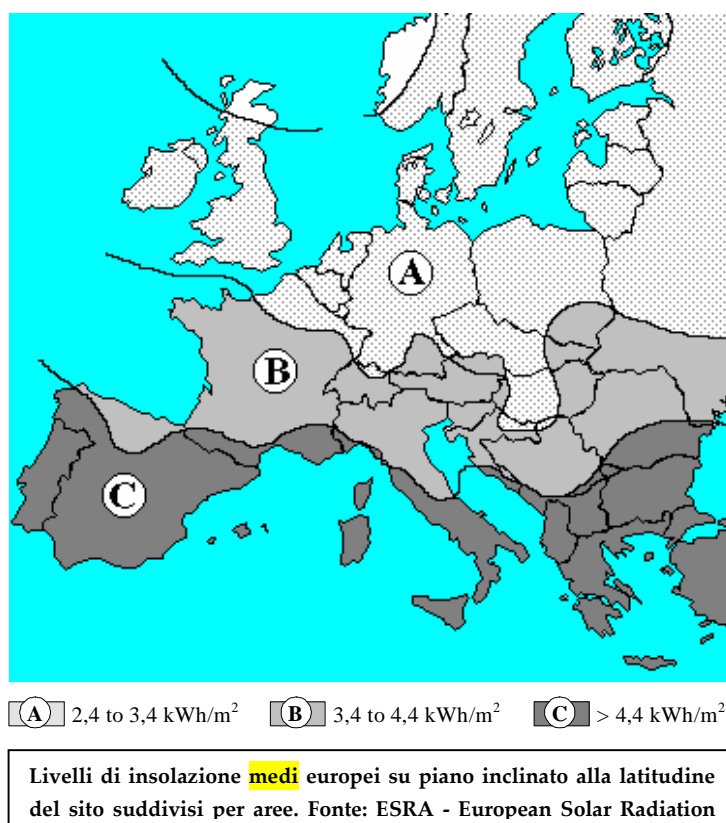 A
B
C
A 2,4 to 3,4 kWh/m² B 3,4 to 4,4 kWh/m² C > 4,4 kWh/m²
Livelli di insolazione medi europei su piano inclinato alla latitudine
del sito suddivisi per aree. Fonte: ESRA - European Solar Radiation